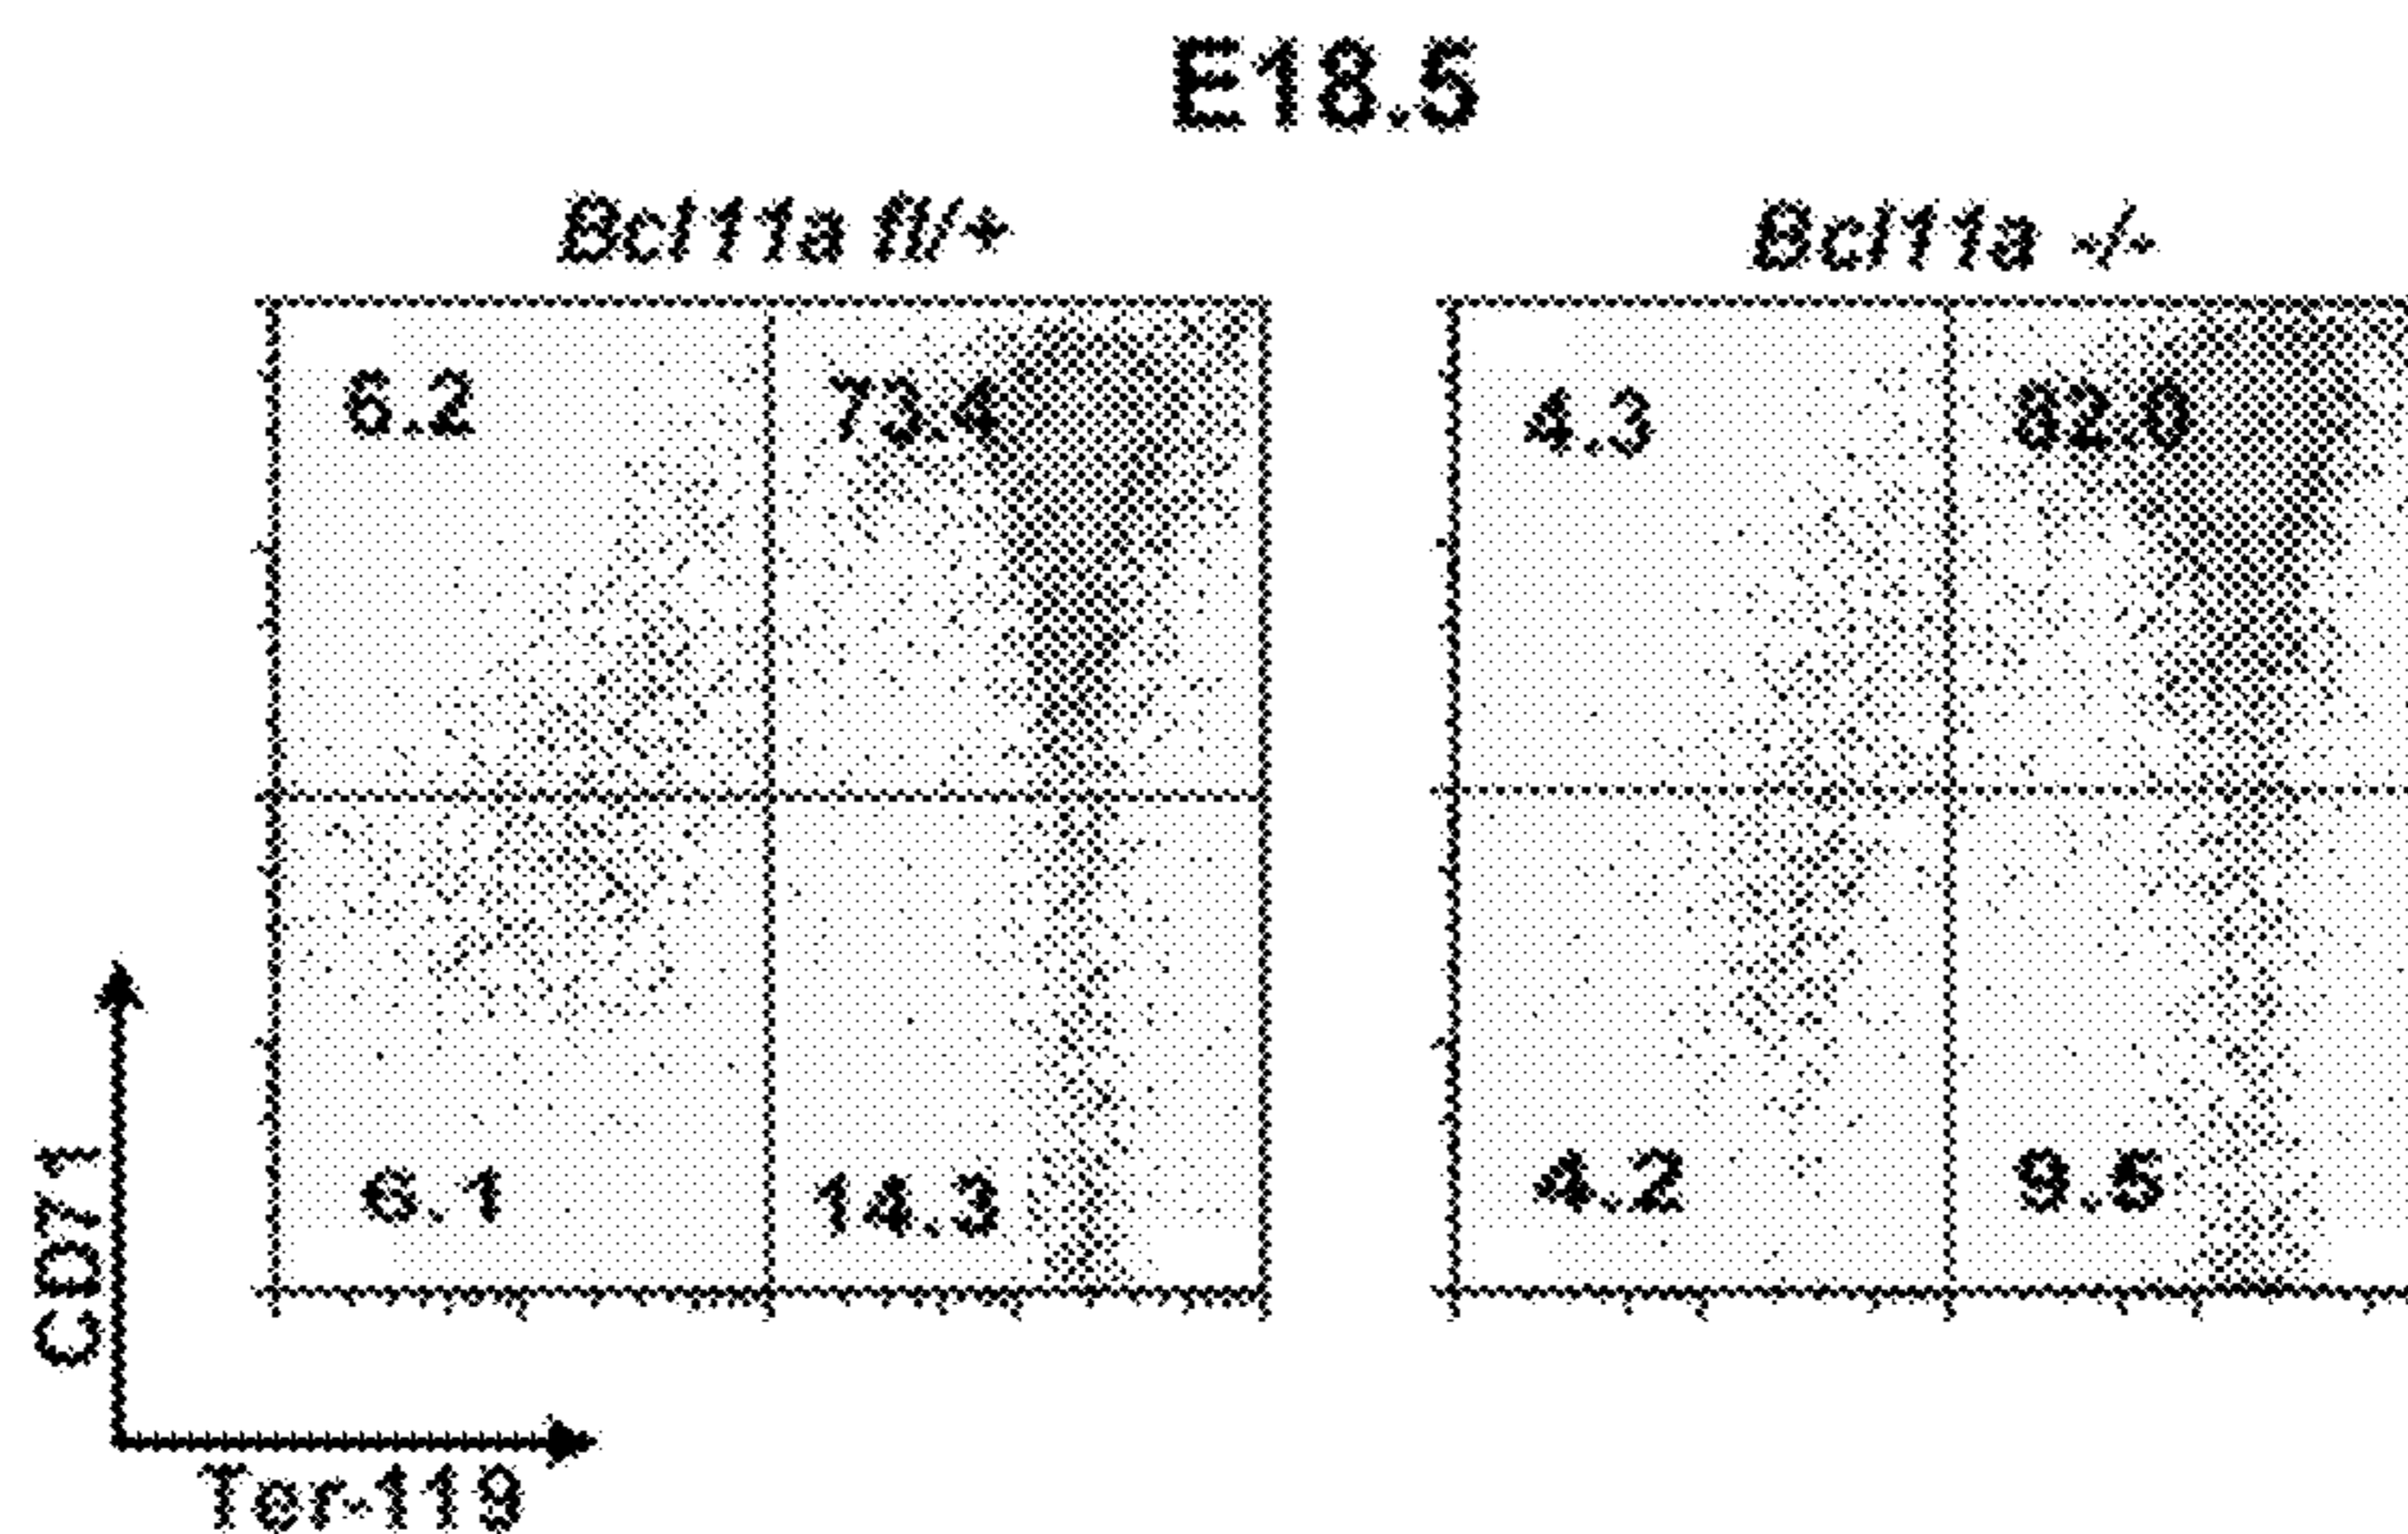 E18.5
Bcl11a fl/+
Bcl11a -/-
6.2
73.4
4.3
82.0
6.1
14.3
4.2
9.5
CD71
Ter-119